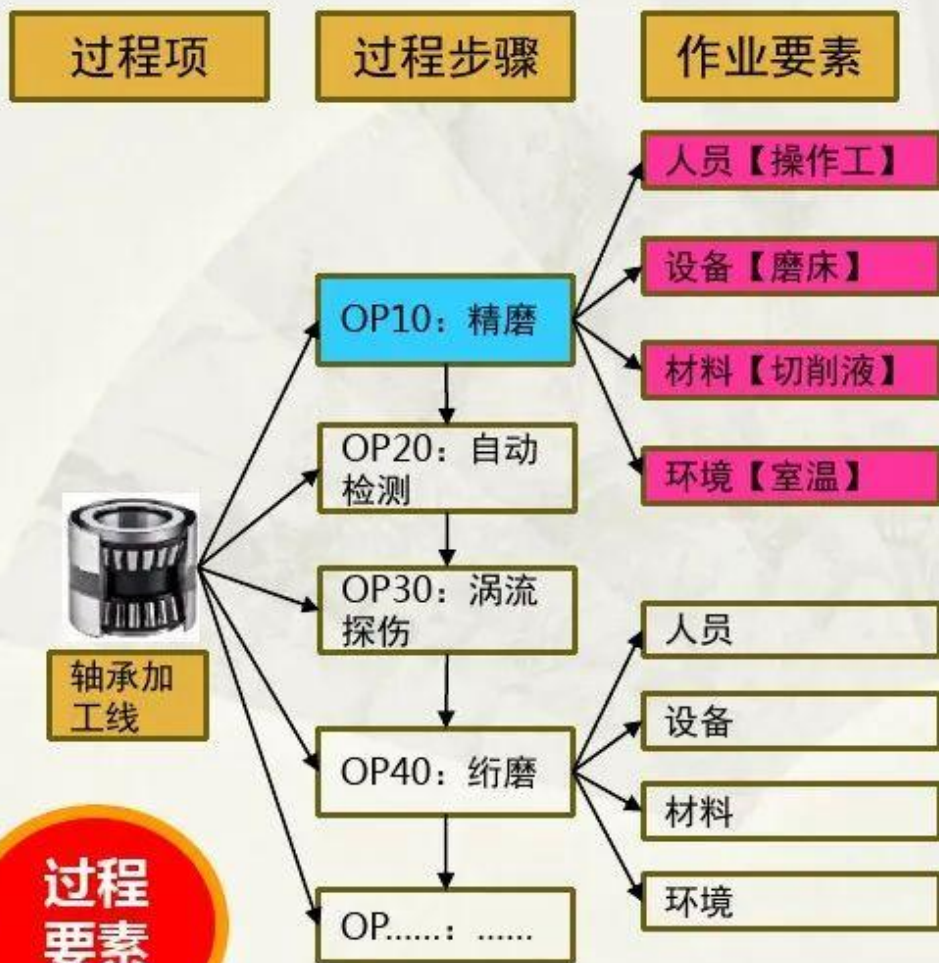 过程项
过程步骤
作业要素
人员【操作工】
设备【磨床】
材料【切削液】
环境【室温】
OP10：精磨
OP20：自动
检测
OP30：涡流
探伤
OP40：绗磨
OP......：......
轴承加
工线
人员
设备
材料
环境
过程
要素